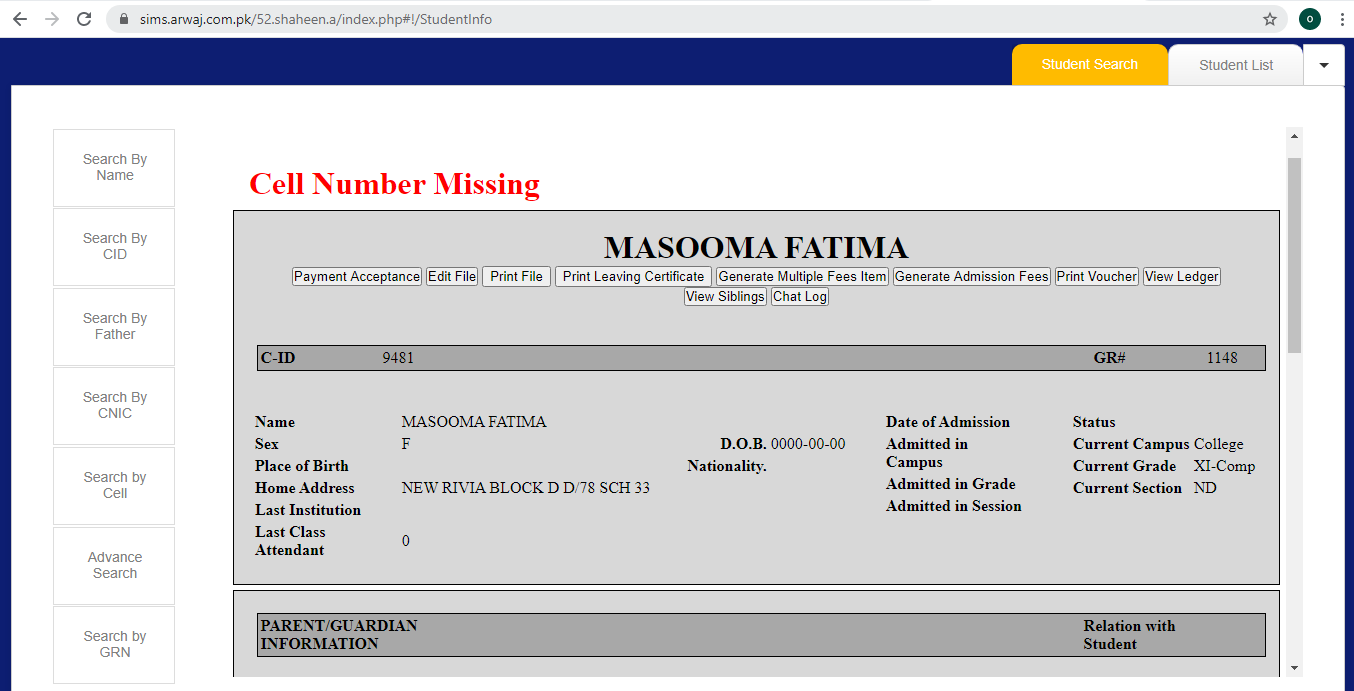 sims.arwaj.com.pk/52.shaheen.a/index.php#!/StudentInfo
O
Student Search
Student List
Search By
Name
Search By
CID
Search By
Father
Search By
CNIC
Search by
Cell
Advance
Search
Search by
GRN
Cell Number Missing
MASOOMA FATIMA
Payment Acceptance Edit File Print File Print Leaving Certificate Generate Multiple Fees Item Generate Admission Fees Print Voucher View Ledger
View Siblings Chat Log
C-ID 9481 GR# 1148
Name MASOOMA FATIMA
Sex F D.O.B. 0000-00-00
Place of Birth Nationality.
Home Address NEW RIVIA BLOCK D D/78 SCH 33
Last Institution
Last Class
Attendant 0
Date of Admission
Admitted in
Campus
Admitted in Grade
Admitted in Session
Status
Current Campus College
Current Grade XI-Comp
Current Section ND
PARENT/GUARDIAN
INFORMATION
Relation with
Student